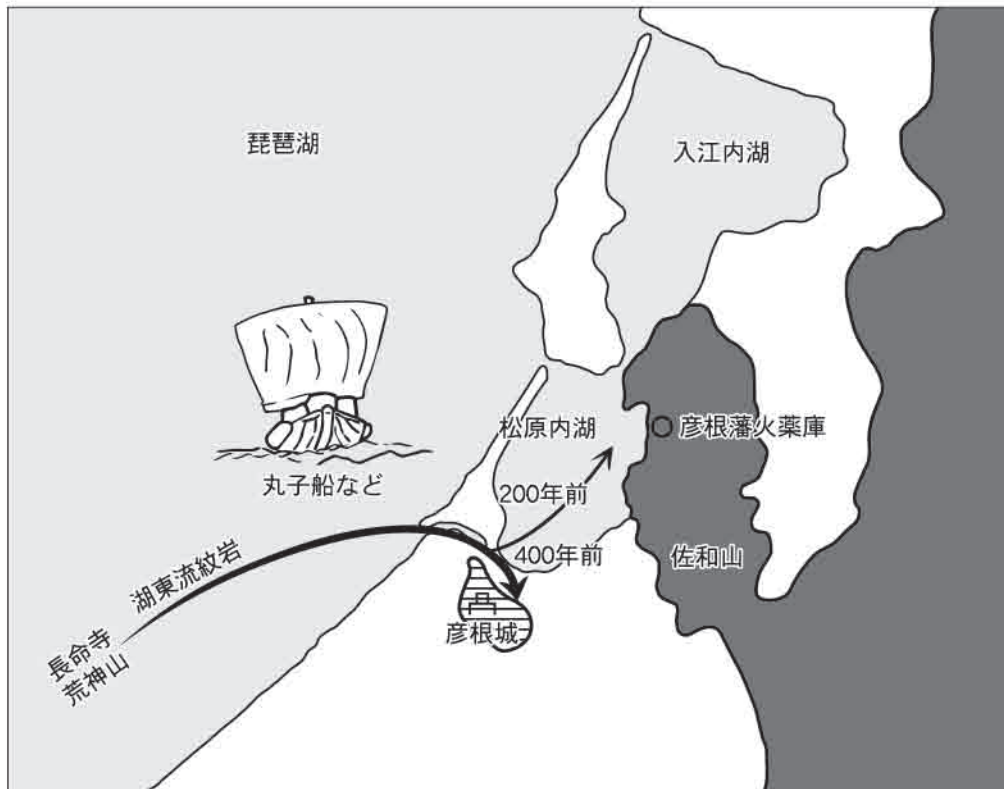 琵琶湖
入江内湖
松原内湖
彦根藩火薬庫
丸子船など
200年前
400年前
佐和山
湖東流紋岩
彦根城
長命寺
荒神山